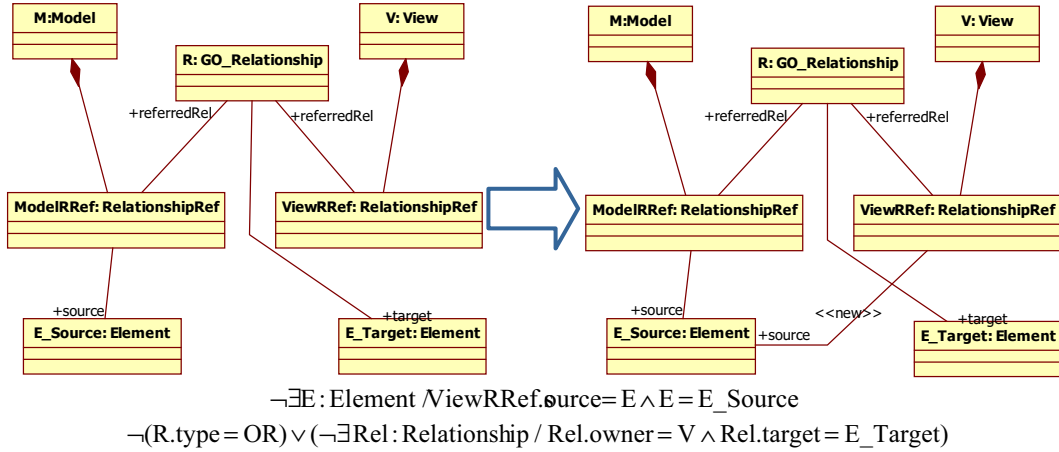 M:Model
V: View
R: GO_Relationship
+referredRel
+referredRel
ModelRRef: RelationshipRef
ViewRRef: RelationshipRef
+source
+target
E_Source: Element
E_Target: Element
M:Model
V: View
R: GO_Relationship
+referredRel
+referredRel
ModelRRef: RelationshipRef
ViewRRef: RelationshipRef
+source
<<new>>
+target
E_Source: Element
+source
E_Target: Element
¬∃E: Element /ViewRRef.source= E ∧ E = E_Source
¬(R.type = OR) ∨ (¬∃Rel : Relationship / Rel.owner = V ∧ Rel.target = E_Target)